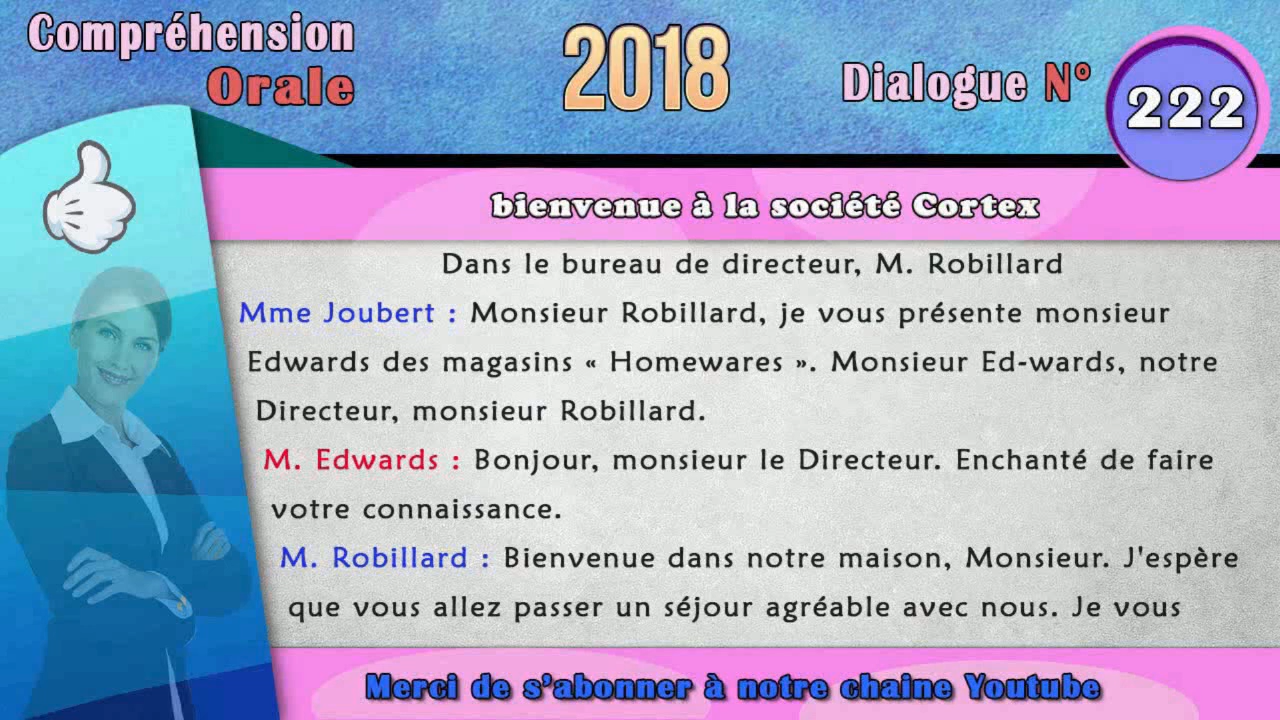 Compréhension
Orale
2018
Dialogue N°
222
bienvenue à la société Cortex
Dans le bureau de directeur, M. Robillard
Mme Joubert : Monsieur Robillard, je vous présente monsieur
Edwards des magasins « Homewares ». Monsieur Ed-wards, notre
Directeur, monsieur Robillard.
M. Edwards : Bonjour, monsieur le Directeur. Enchanté de faire
votre connaissance.
M. Robillard : Bienvenue dans notre maison, Monsieur. J'espère
que vous allez passer un séjour agréable avec nous. Je vous
Merci de s'abonner à notre chaine Youtube